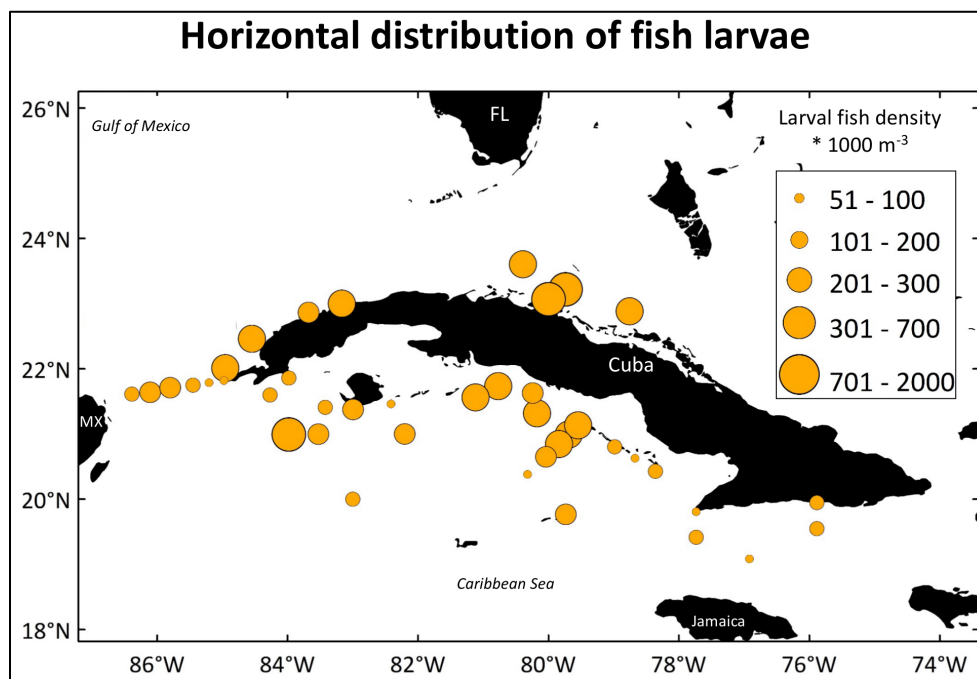 Horizontal distribution of fish larvae
26°N
24°N
22°N
20°N
18°N
Gulf of Mexico
FL
Larval fish density
* 1000 m-3
51 - 100
101 - 200
201 - 300
301 - 700
701 - 2000
Cuba
MX
Caribbean Sea
Jamaica
86°W
84°W
82°W
80°W
78°W
76°W
74°W